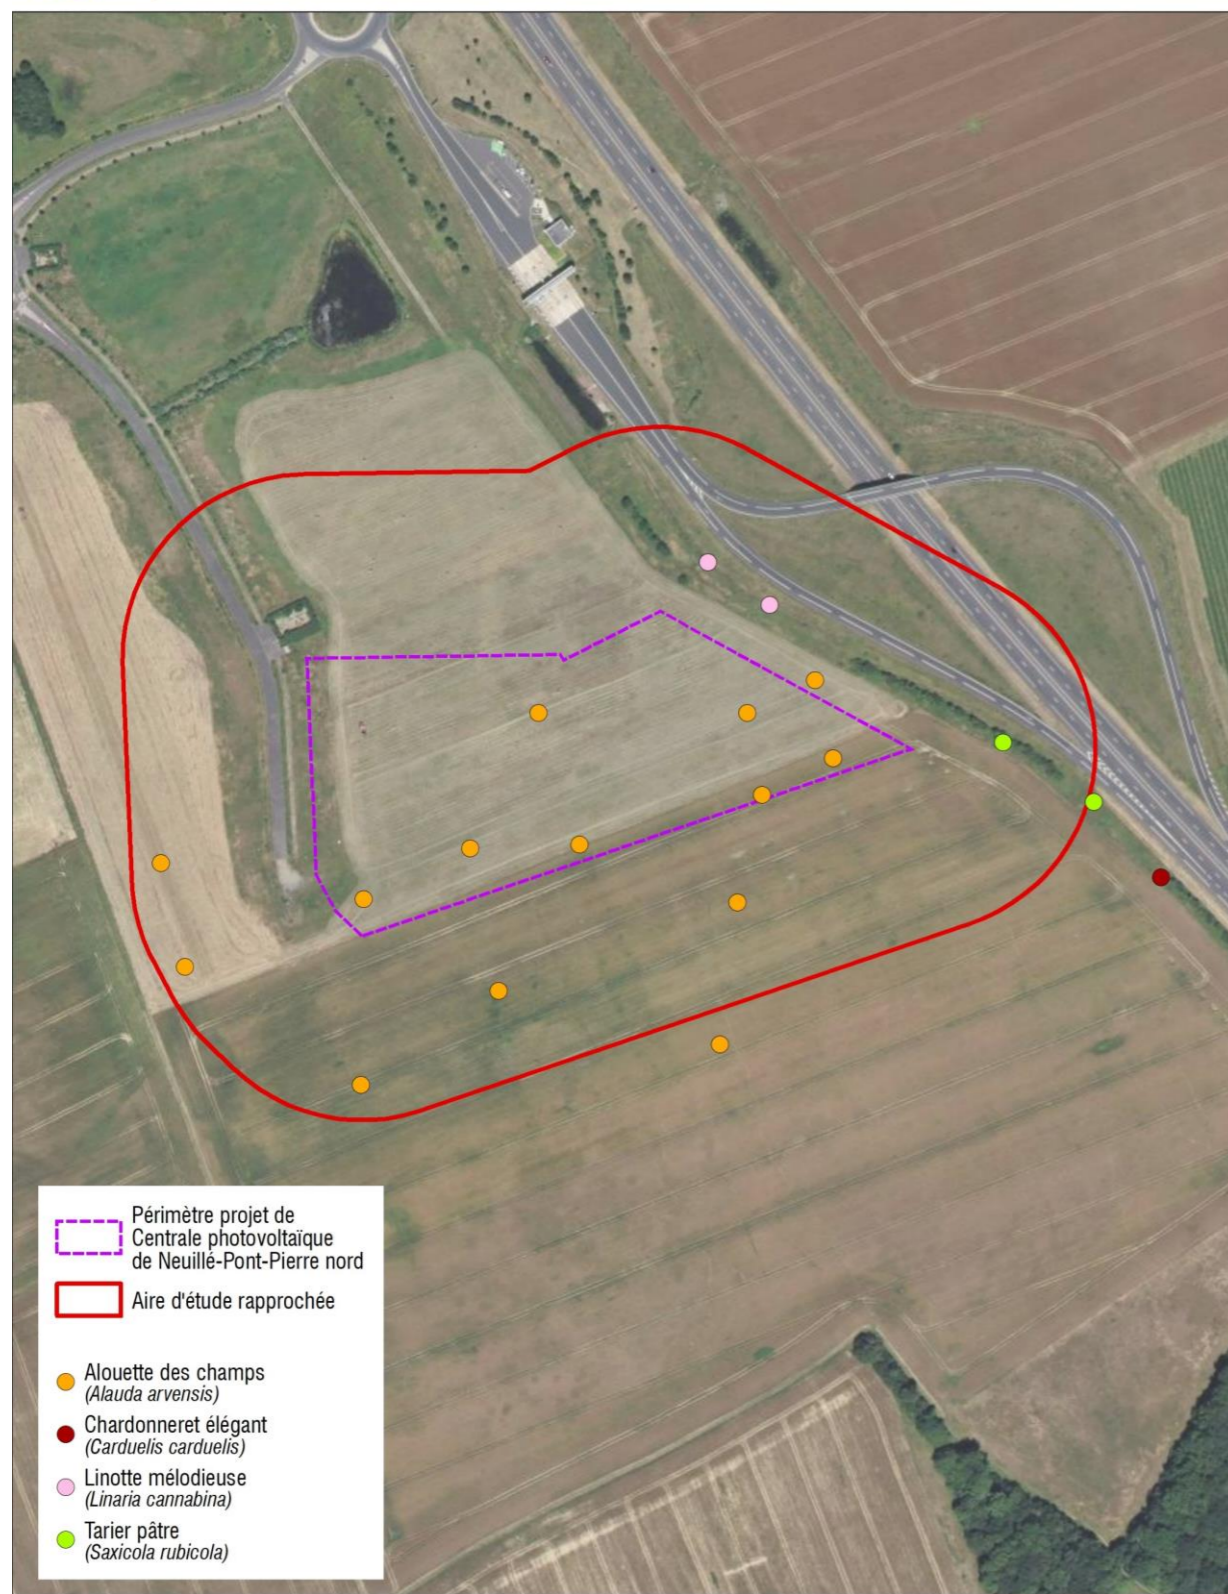 Périmètre projet de
Centrale photovoltaïque
de Neuillé-Pont-Pierre nord
Aire d'étude rapprochée
Alouette des champs
(Alauda arvensis)
Chardonneret élégant
(Carduelis carduelis)
Linotte mélodieuse
(Linaria cannabina)
Tarier pâtre
(Saxicola rubicola)